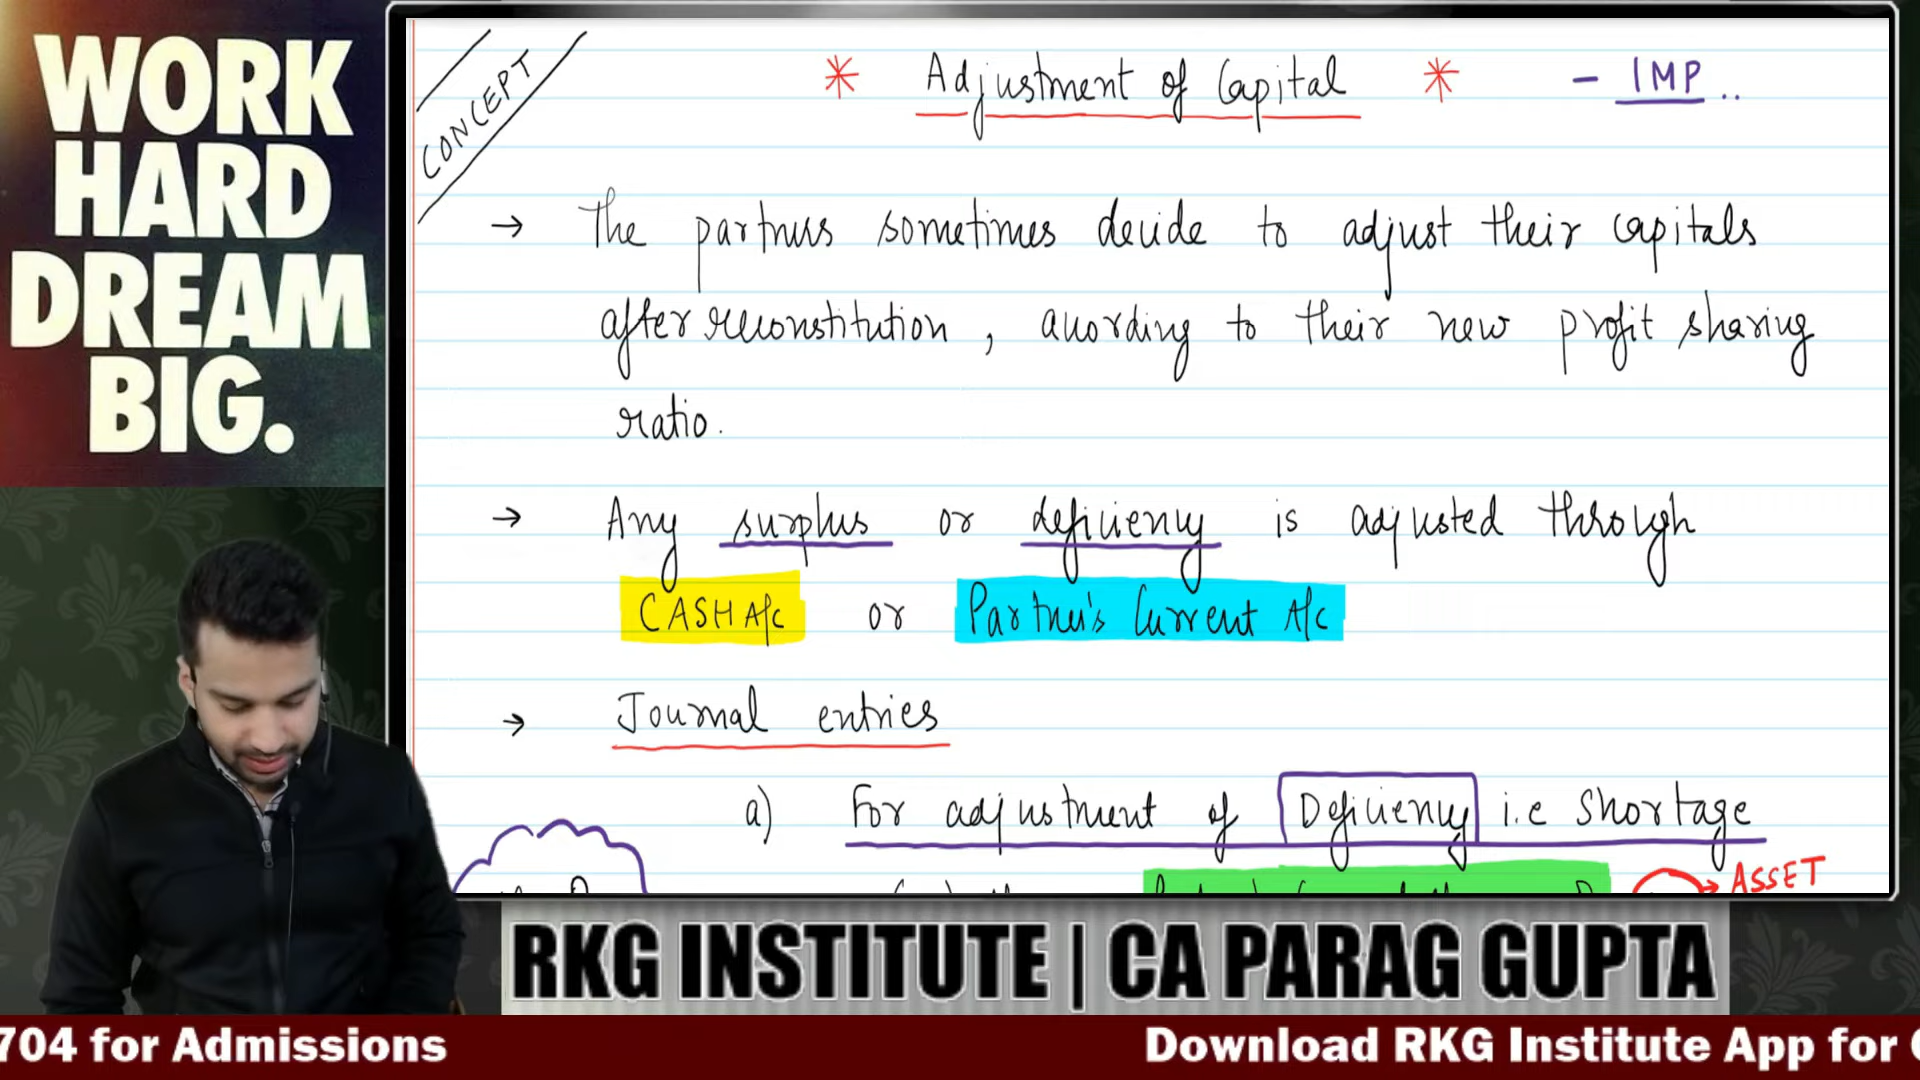 WORK
HARD
DREAM
BIG.
CONCEPT
* Adjustment of Capital * - IMP ..
→ The partners sometimes decide to adjust their capitals
after reconstitution, according to their new profit sharing
ratio.
→ Any surplus or deficiency is adjusted through
CASH A/c or Partner's Current A/c
→ Journal entries
a) For adjustment of Deficiency i.e Shortage
→ ASSET
RKG INSTITUTE | CA PARAG GUPTA
704 for Admissions
Download RKG Institute App for